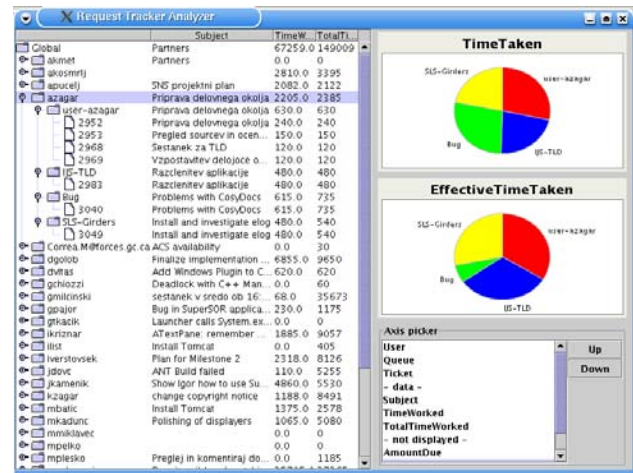 Request Tracker Analyzer
Subject TimeW... TotalTi...
Global Partners 67259.0 149009
akmet Partners 0.0 0
akosmrlj 2810.0 3395
apucelj SNS projektni plan 2082.0 2122
azagar Priprava delovnega okolja 2205.0 2385
user-azagar Priprava delovnega okolja 630.0 630
2952 Priprava delovnega okolja 240.0 240
2953 Pregled sourcev in ocen... 150.0 150
2968 Sestanek za TLD 120.0 120
2969 Vzpostavitev delojoce o... 120.0 120
IJS-TLD Razclenitev aplikacije 480.0 480
2983 Razclenitev aplikacije 480.0 480
Bug Problems with CosyDocs 615.0 735
3040 Problems with CosyDocs 615.0 735
SLS-Girders Install and investigate elog 480.0 540
3049 Install and investigate elog 480.0 540
Correa.M@forces.gc.ca ACS availability 0.0 30
dgolob Finalize implementation ... 6855.0 9650
dvitas Add Windows Plugin to C... 620.0 620
gchiozzi Deadlock with C++ Man... 0.0 60
gmilcinski sestanek v sredo ob 16:... 68.0 35673
gpajor Bug in SuperSOR applica... 230.0 1175
gtkacik Launcher calls System.ex... 0.0 0
ikriznar ATextPane: remember ... 1885.0 9057
ilist Install Tomcat 0.0 405
iverstovsek Plan for Milestone 2 2318.0 8126
jdovc ANT Build failed 110.0 5255
jkamenik Show Igor how to use Su... 4860.0 5530
kzagar change copyright notice 1188.0 8491
mbatic Install Tomcat 1375.0 2578
mkadunc Polishing of displayers 1065.0 5080
mmiklavec 0.0 0
mpelko 0.0 0
mplesko Preglej in komentiraj do... 0.0 1185
TimeTaken
SLS-Girders
user-azagar
Bug
IJS-TLD
EffectiveTimeTaken
SLS-Girders
user-azagar
Bug
IJS-TLD
Axis picker
User
Queue
Ticket
- data -
Subject
TimeWorked
TotalTimeWorked
- not displayed -
AmountDue
Up
Down